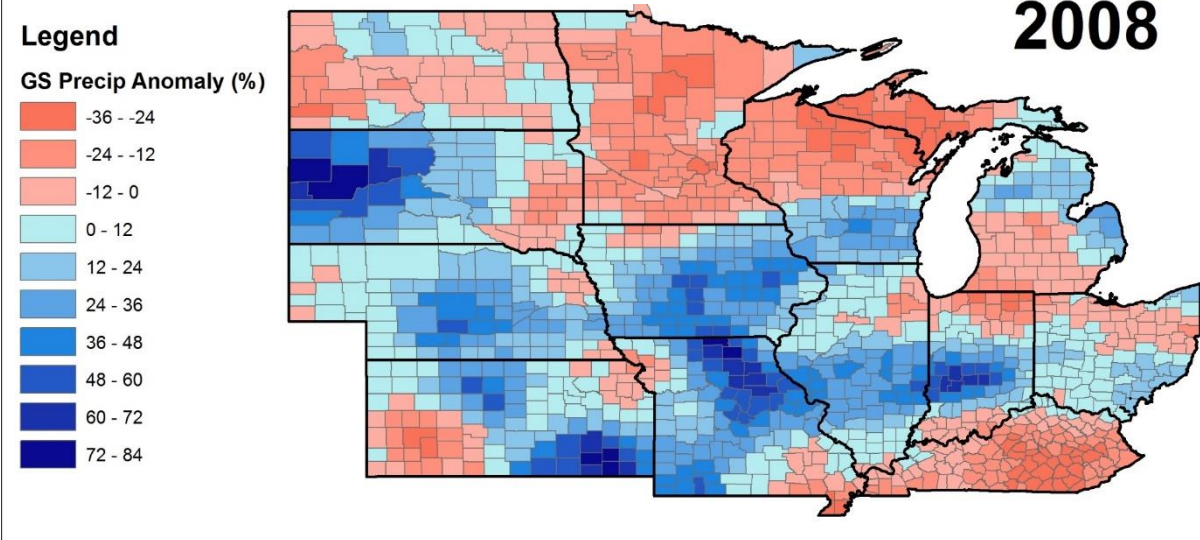 2008
Legend
GS Precip Anomaly (%)
-36 - -24
-24 - -12
-12 - 0
0 - 12
12 - 24
24 - 36
36 - 48
48 - 60
60 - 72
72 - 84